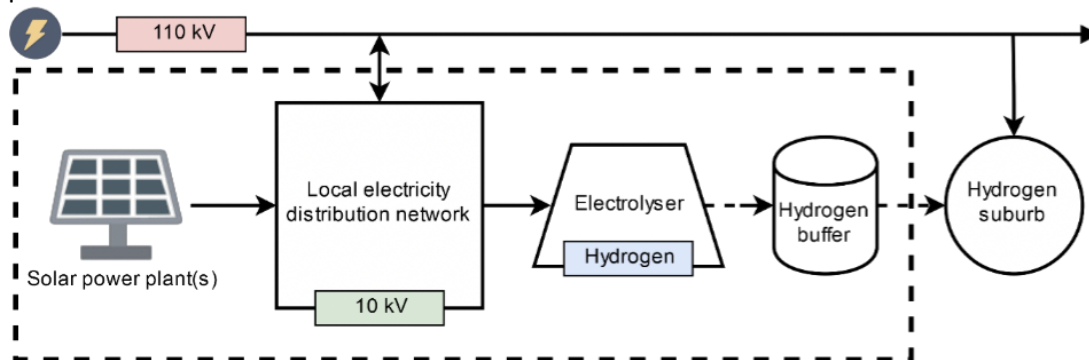 110 kV
Solar power plant(s)
Local electricity
distribution network
10 kV
Electrolyser
Hydrogen
Hydrogen
buffer
Hydrogen
suburb